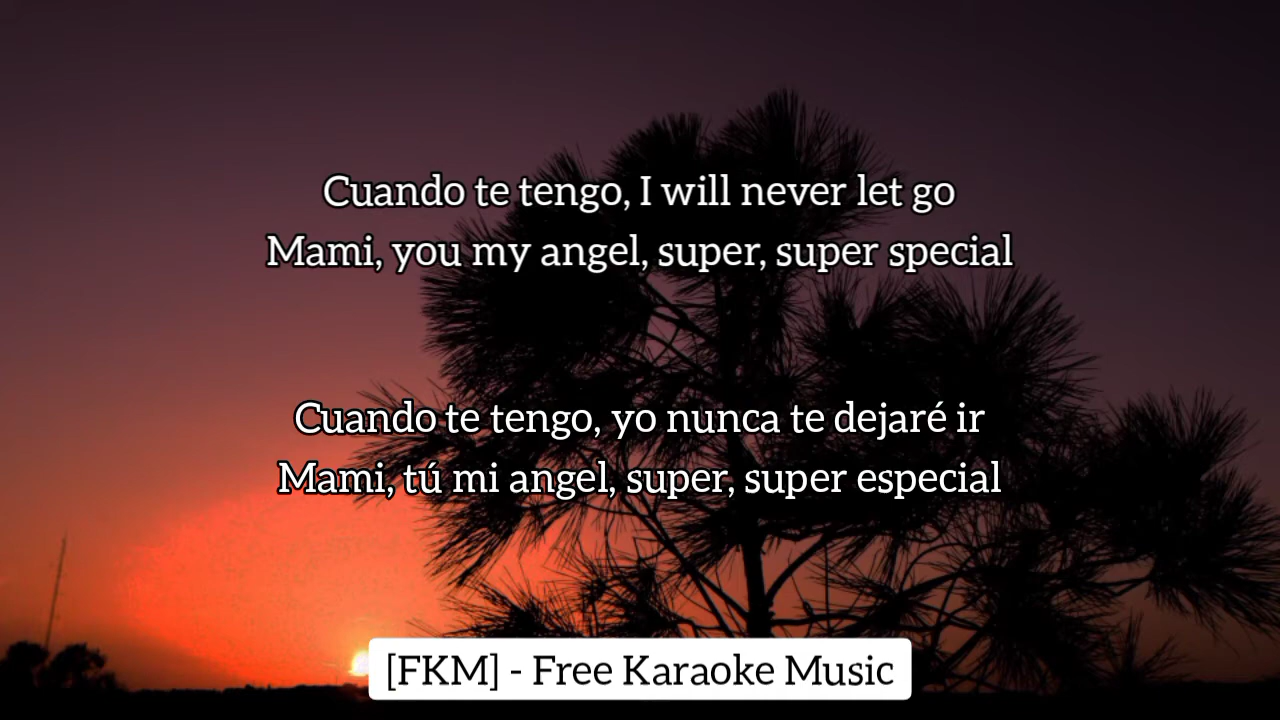 Cuando te tengo, I will never let go
Mami, you my angel, super, super special
Cuando te tengo, yo nunca te dejaré ir
Mami, tú mi angel, super, super especial
[FKM] - Free Karaoke Music